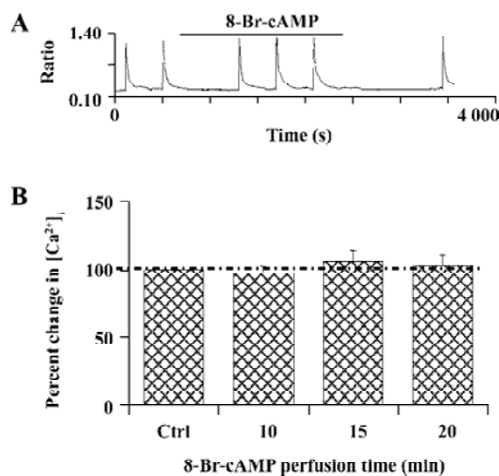 A
8-Br-cAMP
1.40
Ratio
0.10
0
4 000
Time (s)
B
150
Percent change in [Ca²⁺]ᵢ
100
50
0
Ctrl
10
15
20
8-Br-cAMP perfusion time (min)